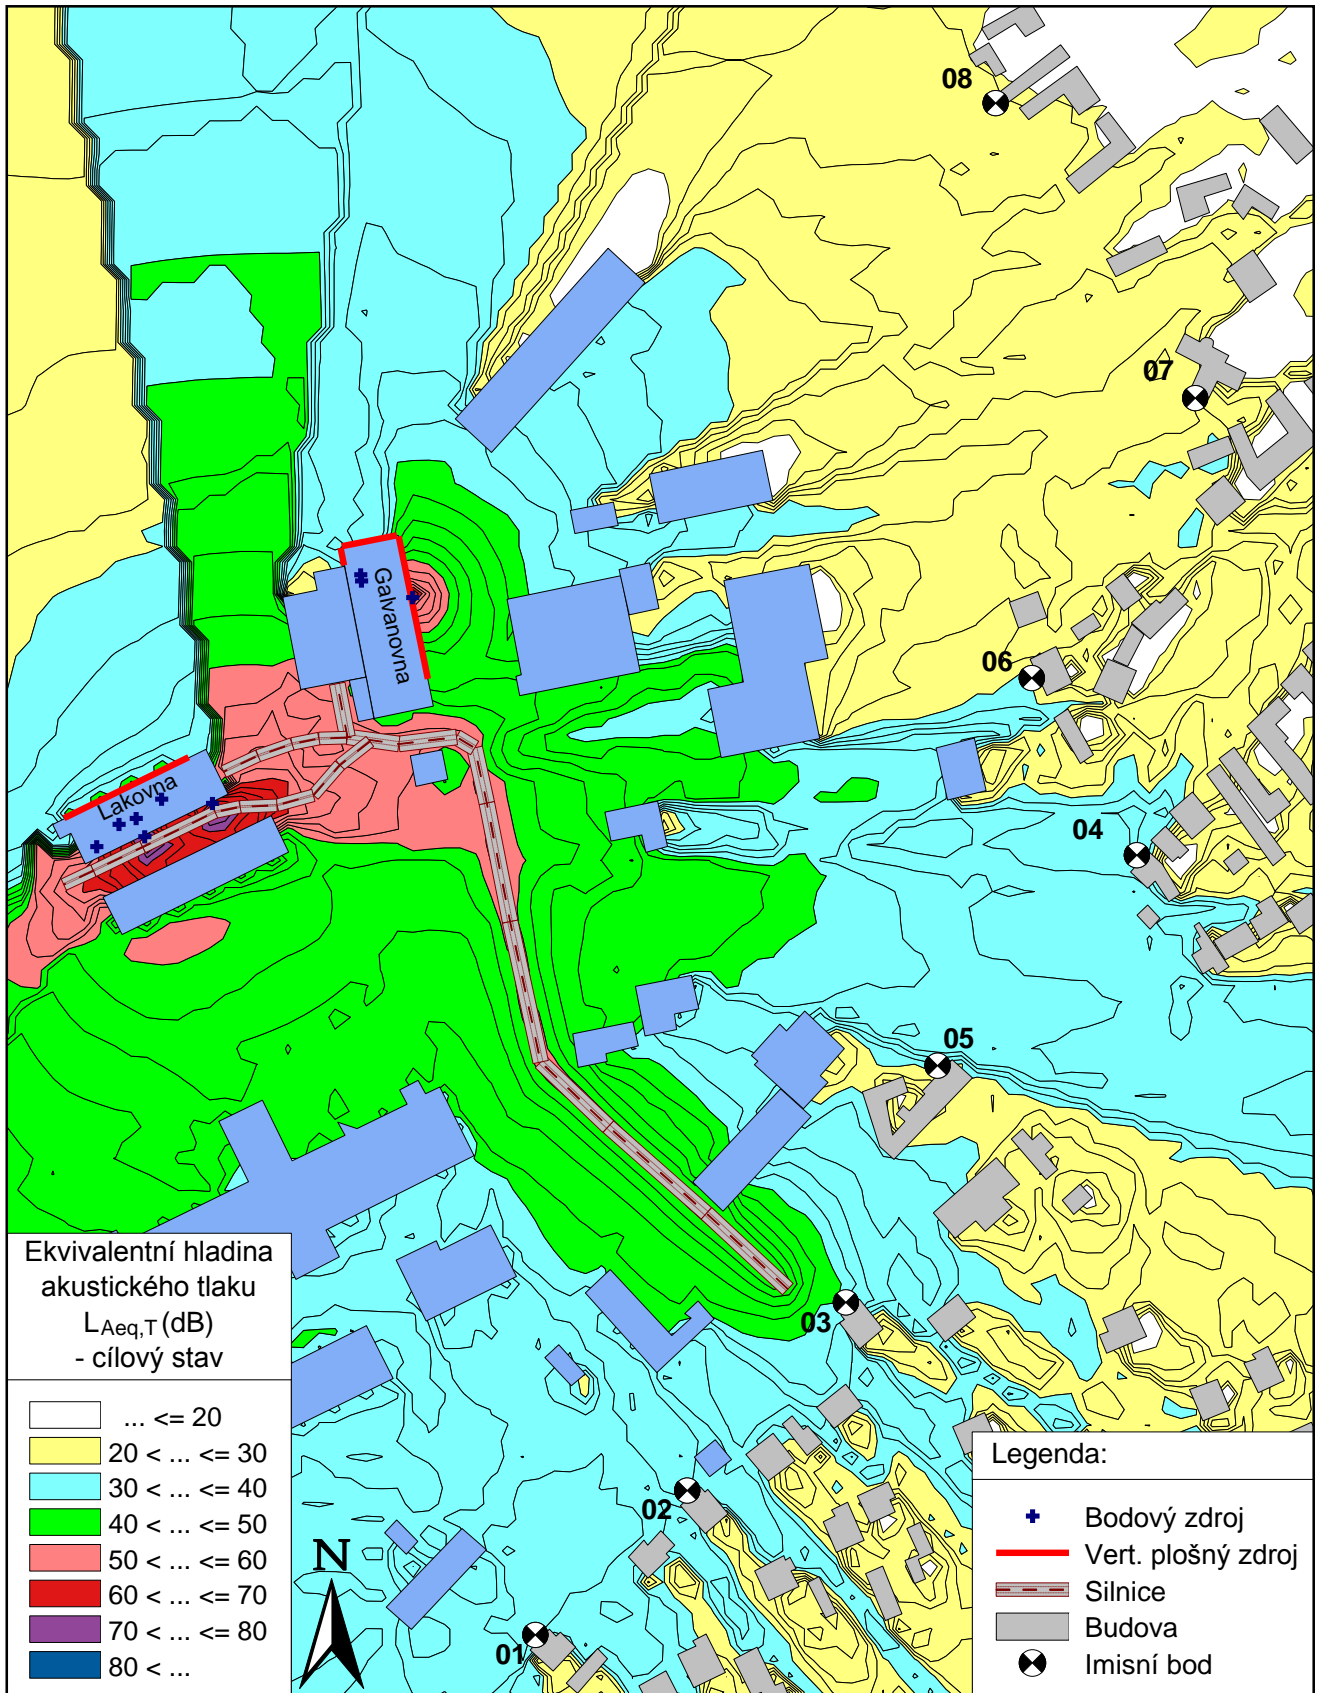 08
07
Galvanovna
06
Lakovna
04
05
03
02
01
N
Ekvivalentní hladina
akustického tlaku
LAeq,T (dB)
- cílový stav
... <= 20
20 < ... <= 30
30 < ... <= 40
40 < ... <= 50
50 < ... <= 60
60 < ... <= 70
70 < ... <= 80
80 < ...
Legenda:
Bodový zdroj
Vert. plošný zdroj
Silnice
Budova
Imisní bod